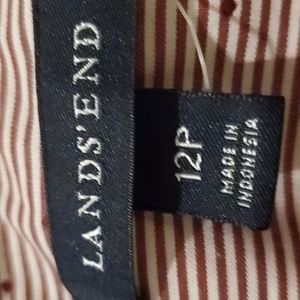 LANDS' END
12P
MADE IN
INDONESIA